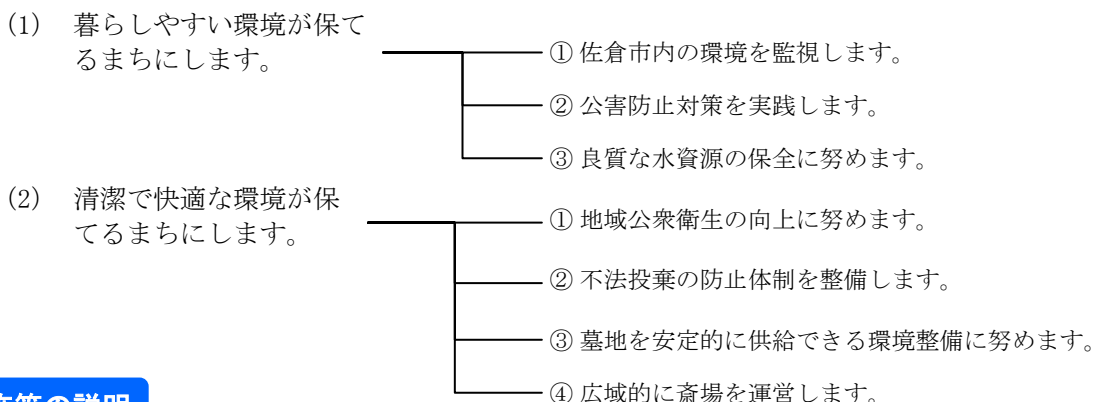 (1) 暮らしやすい環境が保て
るまちにします。
① 佐倉市内の環境を監視します。
② 公害防止対策を実践します。
③ 良質な水資源の保全に努めます。
(2) 清潔で快適な環境が保
てるまちにします。
① 地域公衆衛生の向上に努めます。
② 不法投棄の防止体制を整備します。
③ 墓地を安定的に供給できる環境整備に努めます。
④ 広域的に斎場を運営します。
策の説明